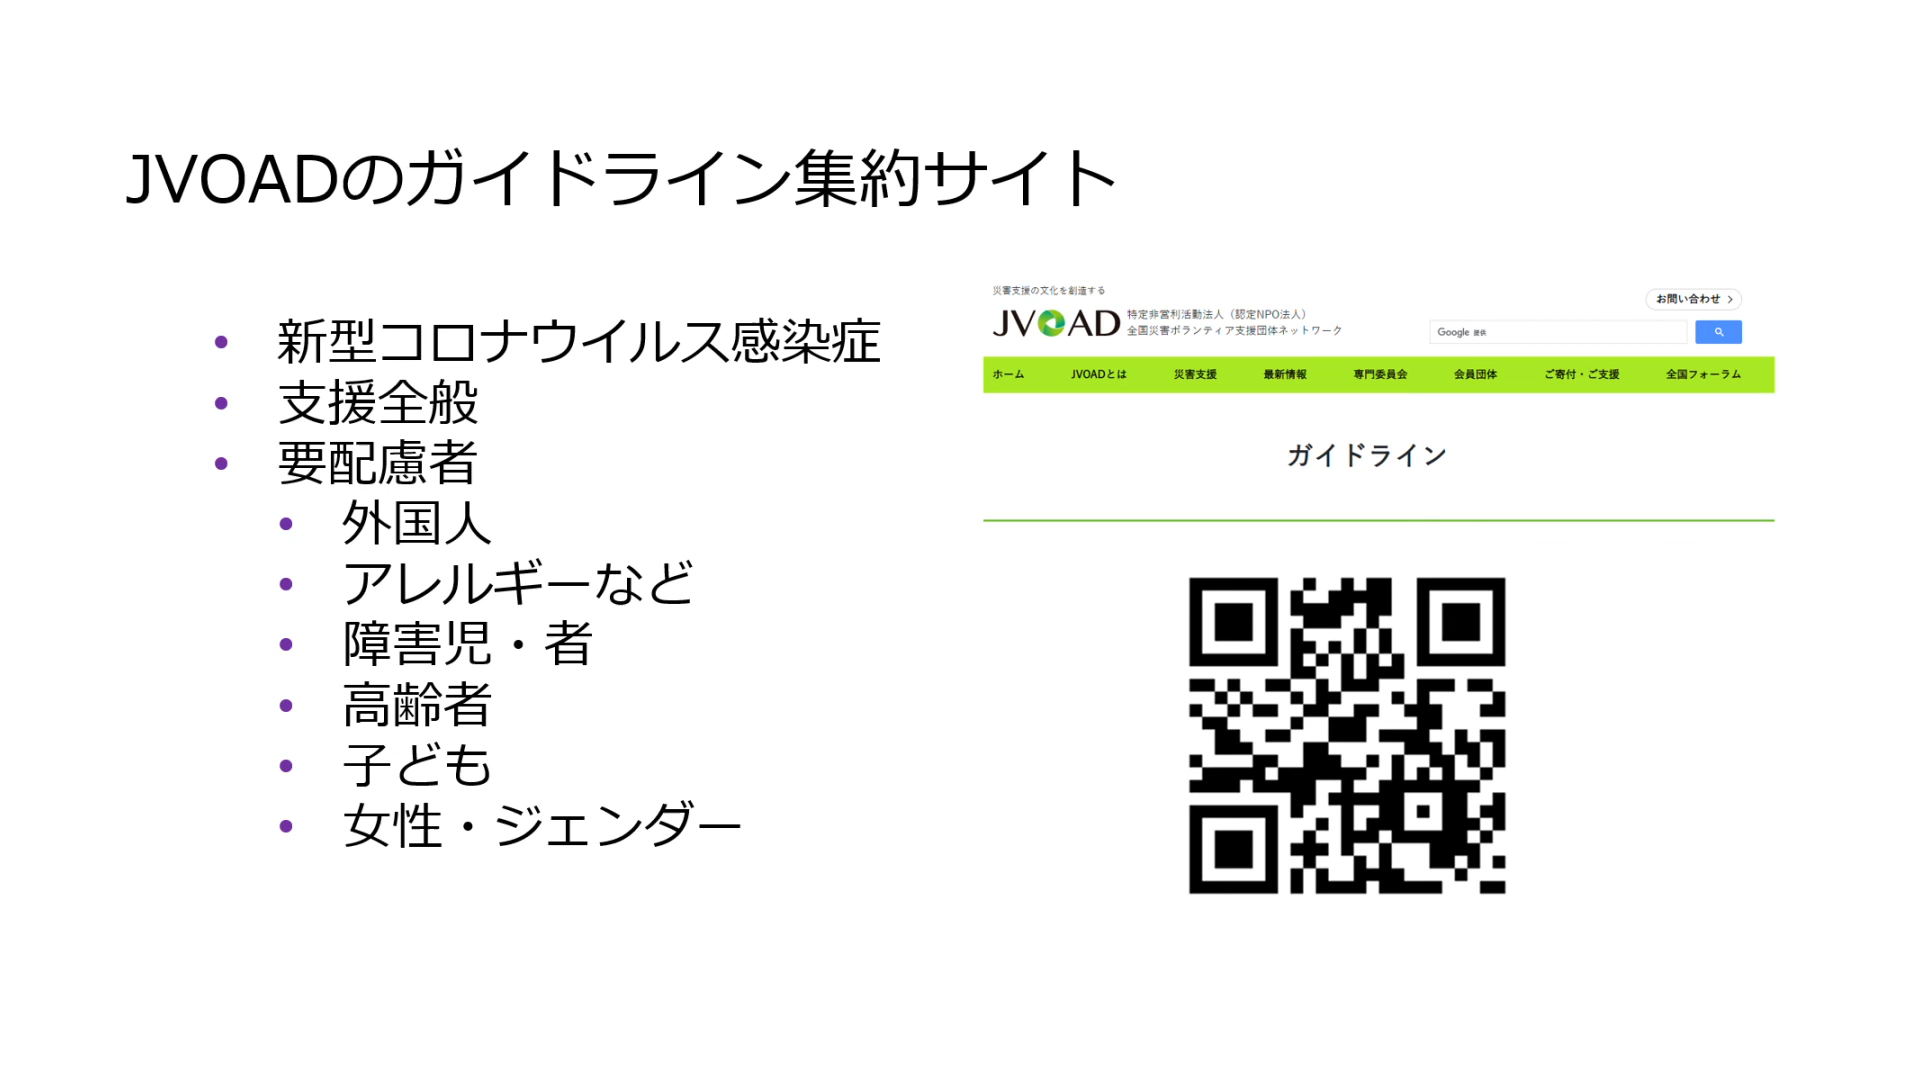 JVOADのガイドライン集約サイト
• 新型コロナウイルス感染症
• 支援全般
• 要配慮者
• 外国人
• アレルギーなど
• 障害児・者
• 高齢者
• 子ども
• 女性・ジェンダー
災害支援の文化を創造する
JVOAD
特定非営利活動法人（認定NPO法人）
全国災害ボランティア支援団体ネットワーク
お問い合わせ
Google 提供
ホーム JVOADとは 災害支援 最新情報 専門委員会 会員団体 ご寄付・ご支援 全国フォーラム
ガイドライン